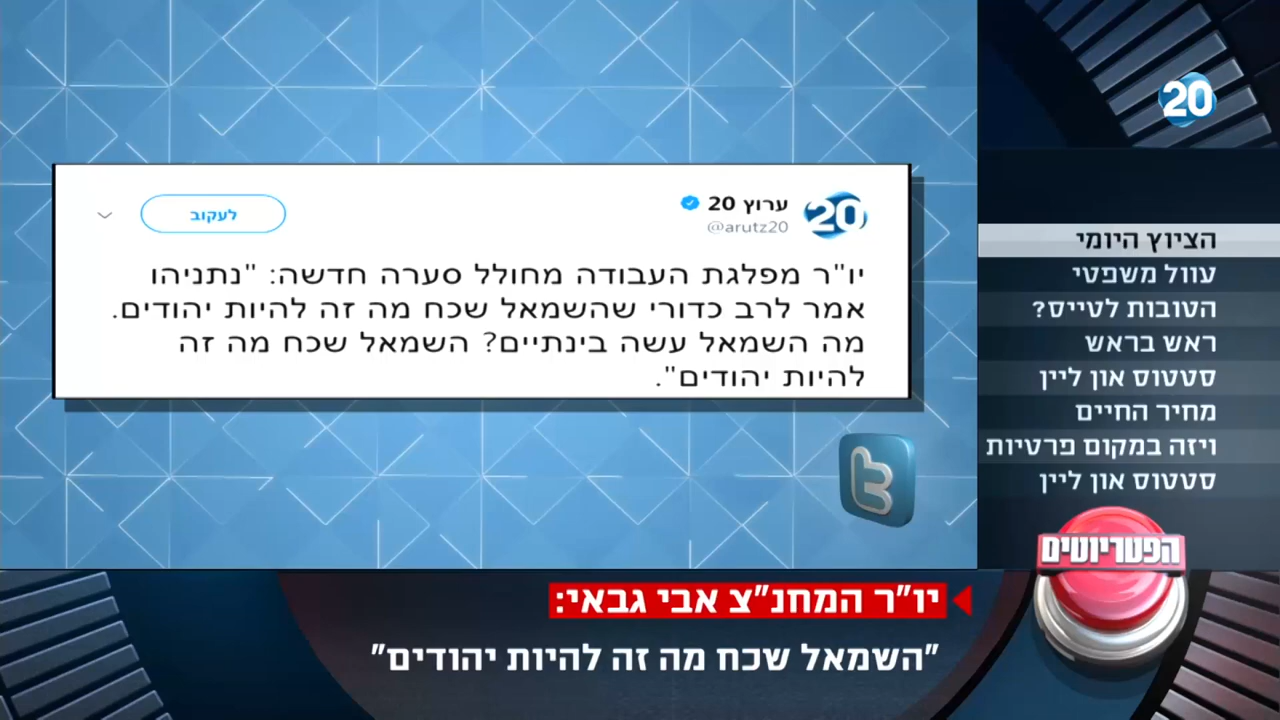 20
ערוץ 20
@arutz20
20
לעקוב
יו"ר מפלגת העבודה מחולל סערה חדשה: "נתניהו
אמר לרב כדורי שהשמאל שכח מה זה להיות יהודים.
מה השמאל עשה בינתיים? השמאל שכח מה זה
להיות יהודים".
הציוץ היומי
עוול משפטי
הטובות לטייס?
ראש בראש
סטטוס און ליין
מחיר החיים
ויזה במקום פרטיות
סטטוס און ליין
הפטריוטים
יו"ר המחנ"צ אבי גבאי:
"השמאל שכח מה זה להיות יהודים"